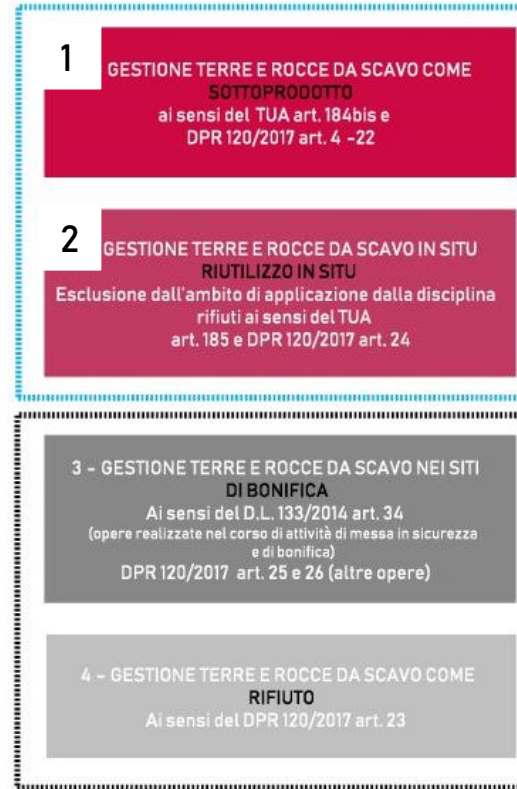 1
GESTIONE TERRE E ROCCE DA SCAVO COME
SOTTOPRODOTTO
ai sensi del TUA art. 184bis e
DPR 120/2017 art. 4 -22
2
GESTIONE TERRE E ROCCE DA SCAVO IN SITU
RIUTILIZZO IN SITU
Esclusione dall'ambito di applicazione dalla disciplina
rifiuti ai sensi del TUA
art. 185 e DPR 120/2017 art. 24
3 - GESTIONE TERRE E ROCCE DA SCAVO NEI SITI
DI BONIFICA
Ai sensi del D.L. 133/2014 art. 34
(opere realizzate nel corso di attività di messa in sicurezza
e di bonifica)
DPR 120/2017 art. 25 e 26 (altre opere)
4 - GESTIONE TERRE E ROCCE DA SCAVO COME
RIFIUTO
Ai sensi del DPR 120/2017 art. 23